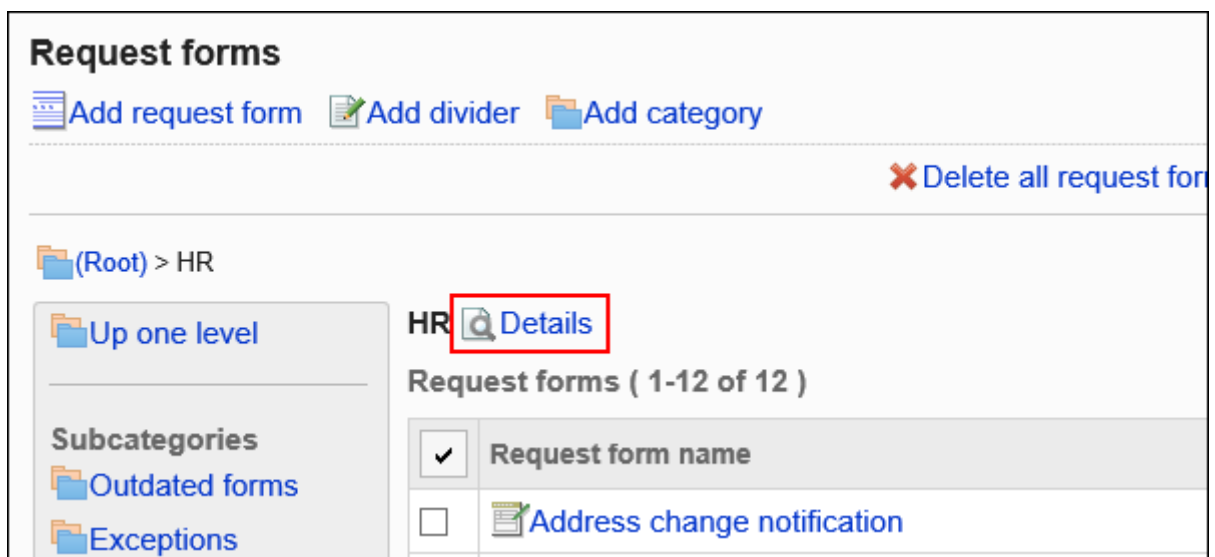 Request forms
Add request form Add divider Add category
Delete all request
(Root) > HR
Up one level
Subcategories
Outdated forms
Exceptions
HR Details
Request forms ( 1-12 of 12 )
Request form name
Address change notification